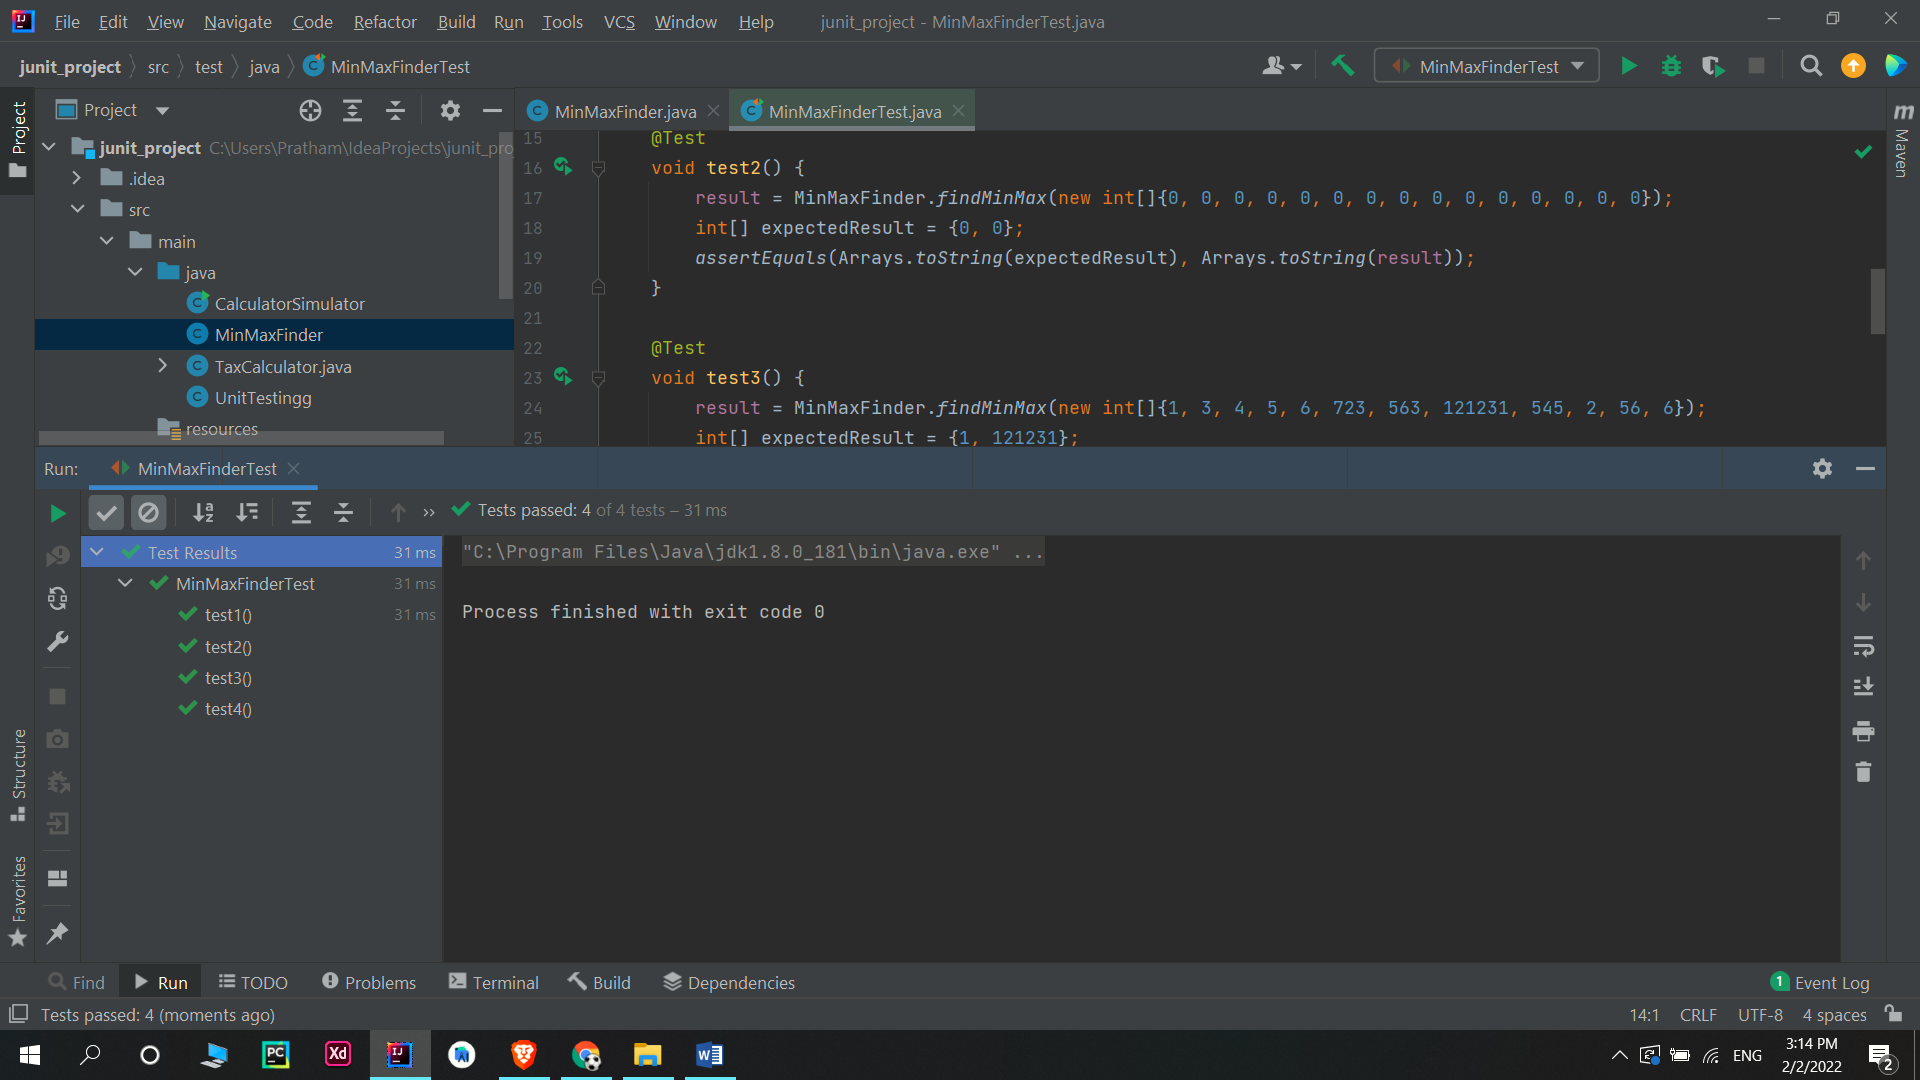 File Edit View Navigate Code Refactor Build Run Tools VCS Window Help junit_project - MinMaxFinderTest.java
junit_project src test java MinMaxFinderTest MinMaxFinderTest
Project
Project
MinMaxFinder.java MinMaxFinderTest.java
Maven
junit_project C:\Users\Pratham\IdeaProjects\junit_pro
.idea
src
main
java
CalculatorSimulator
MinMaxFinder
TaxCalculator.java
UnitTestingg
resources
15 @Test
16 void test2() {
17 result = MinMaxFinder.findMinMax(new int[]{0, 0, 0, 0, 0, 0, 0, 0, 0, 0, 0, 0, 0, 0, 0});
18 int[] expectedResult = {0, 0};
19 assertEquals(Arrays.toString(expectedResult), Arrays.toString(result));
20 }
21
22 @Test
23 void test3() {
24 result = MinMaxFinder.findMinMax(new int[]{1, 3, 4, 5, 6, 723, 563, 121231, 545, 2, 56, 6});
25 int[] expectedResult = {1, 121231};
Run: MinMaxFinderTest
Tests passed: 4 of 4 tests – 31 ms
Test Results 31 ms
MinMaxFinderTest 31 ms
test1() 31 ms
test2()
test3()
test4()
"C:\Program Files\Java\jdk1.8.0_181\bin\java.exe" ...
Process finished with exit code 0
Structure
Favorites
Find Run TODO Problems Terminal Build Dependencies 1 Event Log
Tests passed: 4 (moments ago) 14:1 CRLF UTF-8 4 spaces
PC Xd IJ W ENG 3:14 PM
2/2/2022 2